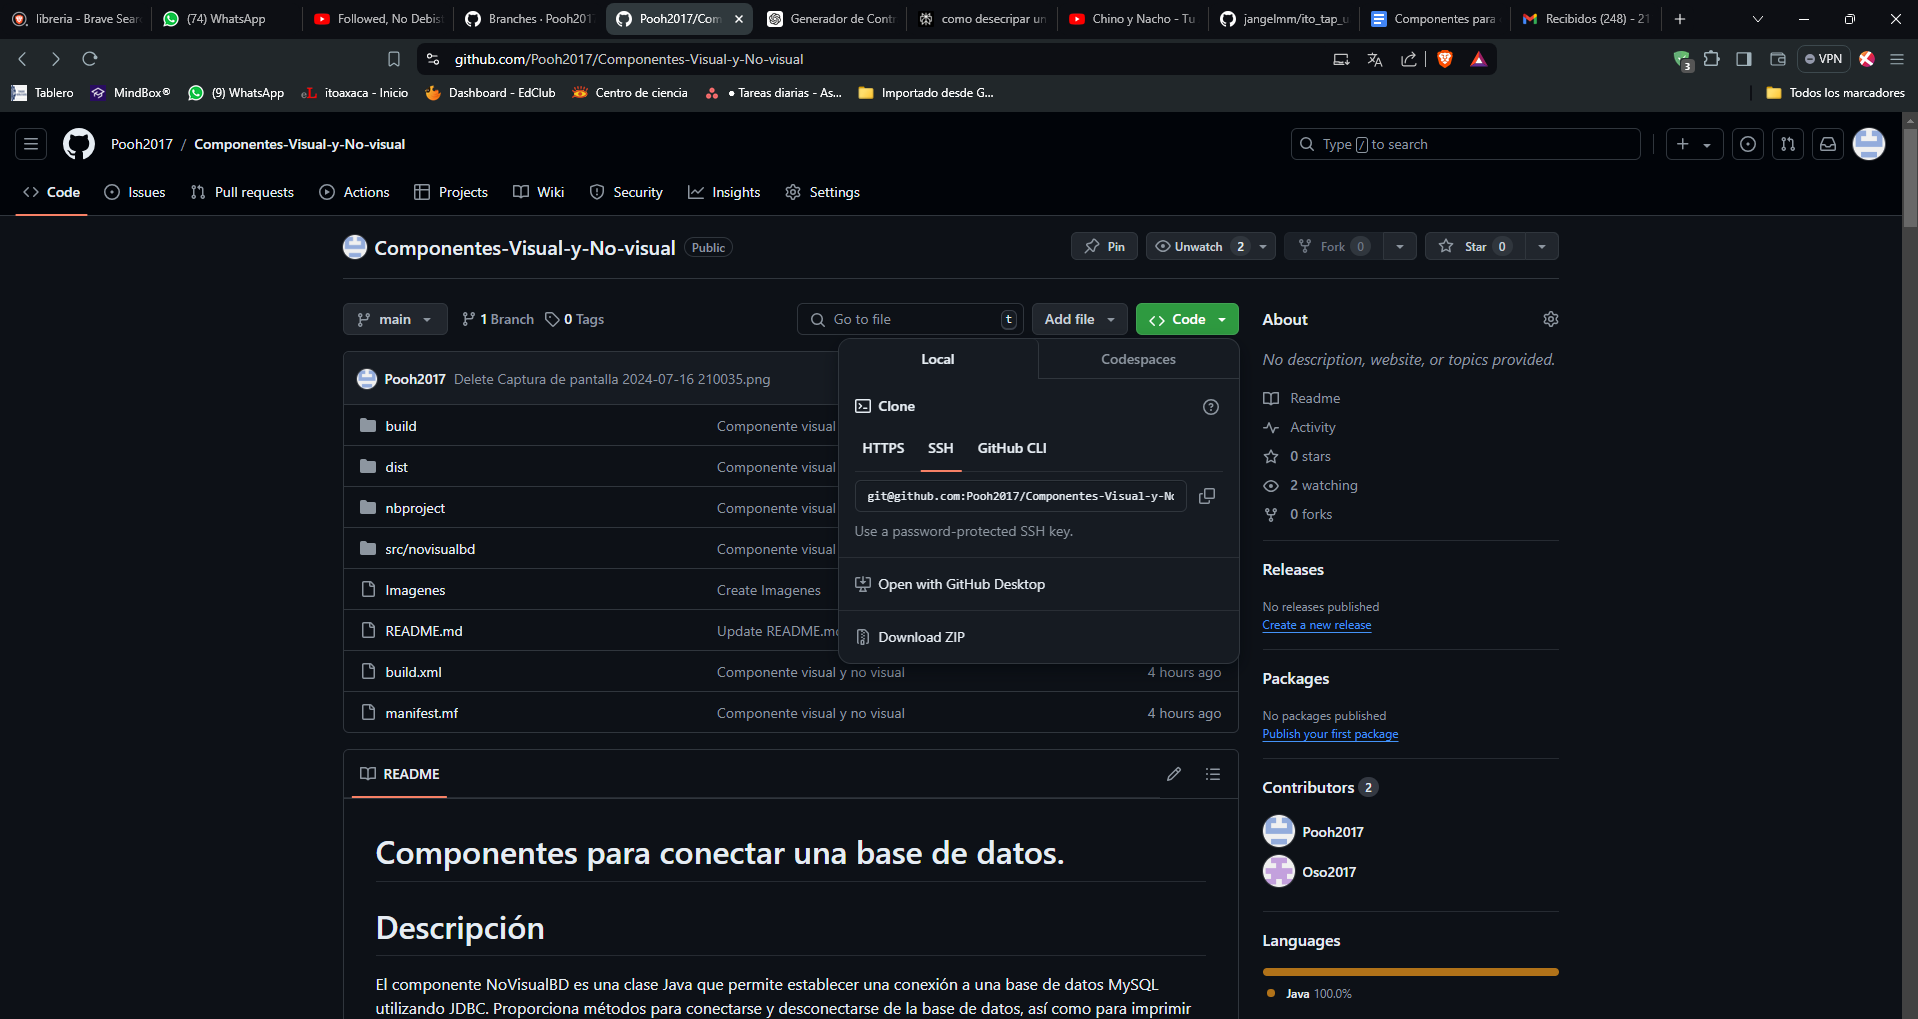 libreria - Brave Sear
(74) WhatsApp
Followed, No Debis
Branches · Pooh2017
Pooh2017/Com
Generador de Contr
como desecripar un
Chino y Nacho - Tu
jangelmm/ito_tap_u
Componentes para
Recibidos (248) - 21
github.com/Pooh2017/Componentes-Visual-y-No-visual
3
VPN
Tablero
MindBox®
(9) WhatsApp
itoaxaca - Inicio
Dashboard - EdClub
Centro de ciencia
• Tareas diarias - As...
Importado desde G...
Todos los marcadores
Pooh2017 / Componentes-Visual-y-No-visual
Type / to search
Code
Issues
Pull requests
Actions
Projects
Wiki
Security
Insights
Settings
Componentes-Visual-y-No-visual Public
Pin
Unwatch 2
Fork 0
Star 0
main
1 Branch
0 Tags
Go to file t
Add file
Code
Local
Codespaces
Clone
HTTPS
SSH
GitHub CLI
git@github.com:Pooh2017/Componentes-Visual-y-No
Use a password-protected SSH key.
Open with GitHub Desktop
Download ZIP
Pooh2017 Delete Captura de pantalla 2024-07-16 210035.png
build Componente visual
dist Componente visual
nbproject Componente visual
src/novisualbd Componente visual
Imagenes Create Imagenes
README.md Update README.md
build.xml Componente visual y no visual 4 hours ago
manifest.mf Componente visual y no visual 4 hours ago
README
Componentes para conectar una base de datos.
Descripción
El componente NoVisualBD es una clase Java que permite establecer una conexión a una base de datos MySQL
utilizando JDBC. Proporciona métodos para conectarse y desconectarse de la base de datos, así como para imprimir
About
No description, website, or topics provided.
Readme
Activity
0 stars
2 watching
0 forks
Releases
No releases published
Create a new release
Packages
No packages published
Publish your first package
Contributors 2
Pooh2017
Oso2017
Languages
Java 100.0%